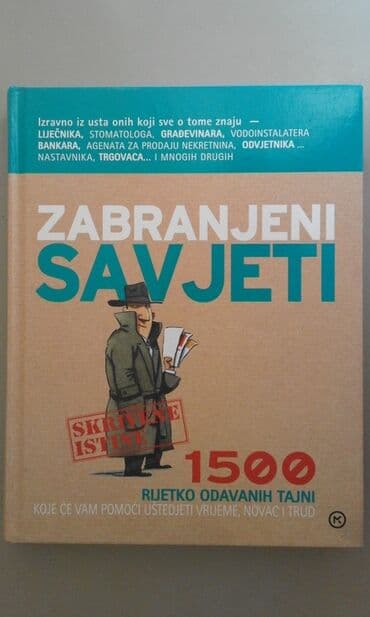 Izravno iz usta onih koji sve o tome znaju —
LIJEČNIKA, STOMATOLOGA, GRAĐEVINARA, VODOINSTALATERA
BANKARA, AGENATA ZA PRODAJU NEKRETNINA, ODVJETNIKA ...
NASTAVNIKA, TRGOVACA... I MNOGIH DRUGIH
ZABRANJENI
SAVJETI
SKRIVENE
ISTINE
1500
RIJETKO ODAVANIH TAJNI
KOJE ĆE VAM POMOĆI UŠTEDJETI VRIJEME, NOVAC I TRUD
M